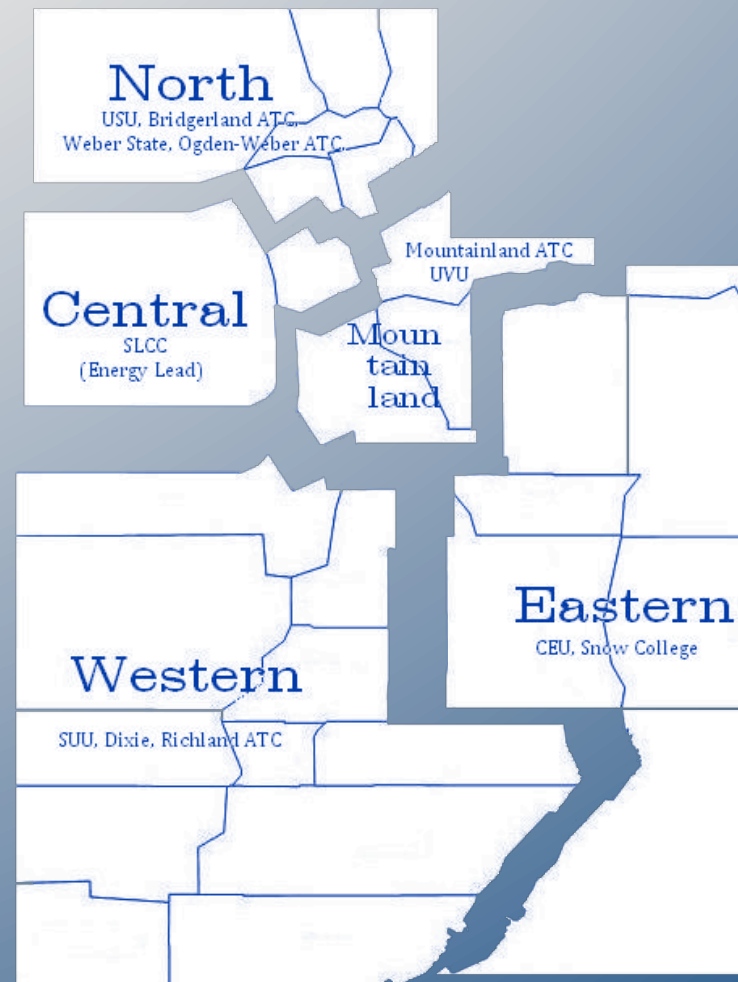 North
USU, Bridgerland ATC,
Weber State, Ogden-Weber ATC,
Mountainland ATC
UVU
Central
SLCC
(Energy Lead)
Moun
tain
land
Eastern
CEU, Snow College
Western
SUU, Dixie, Richland ATC